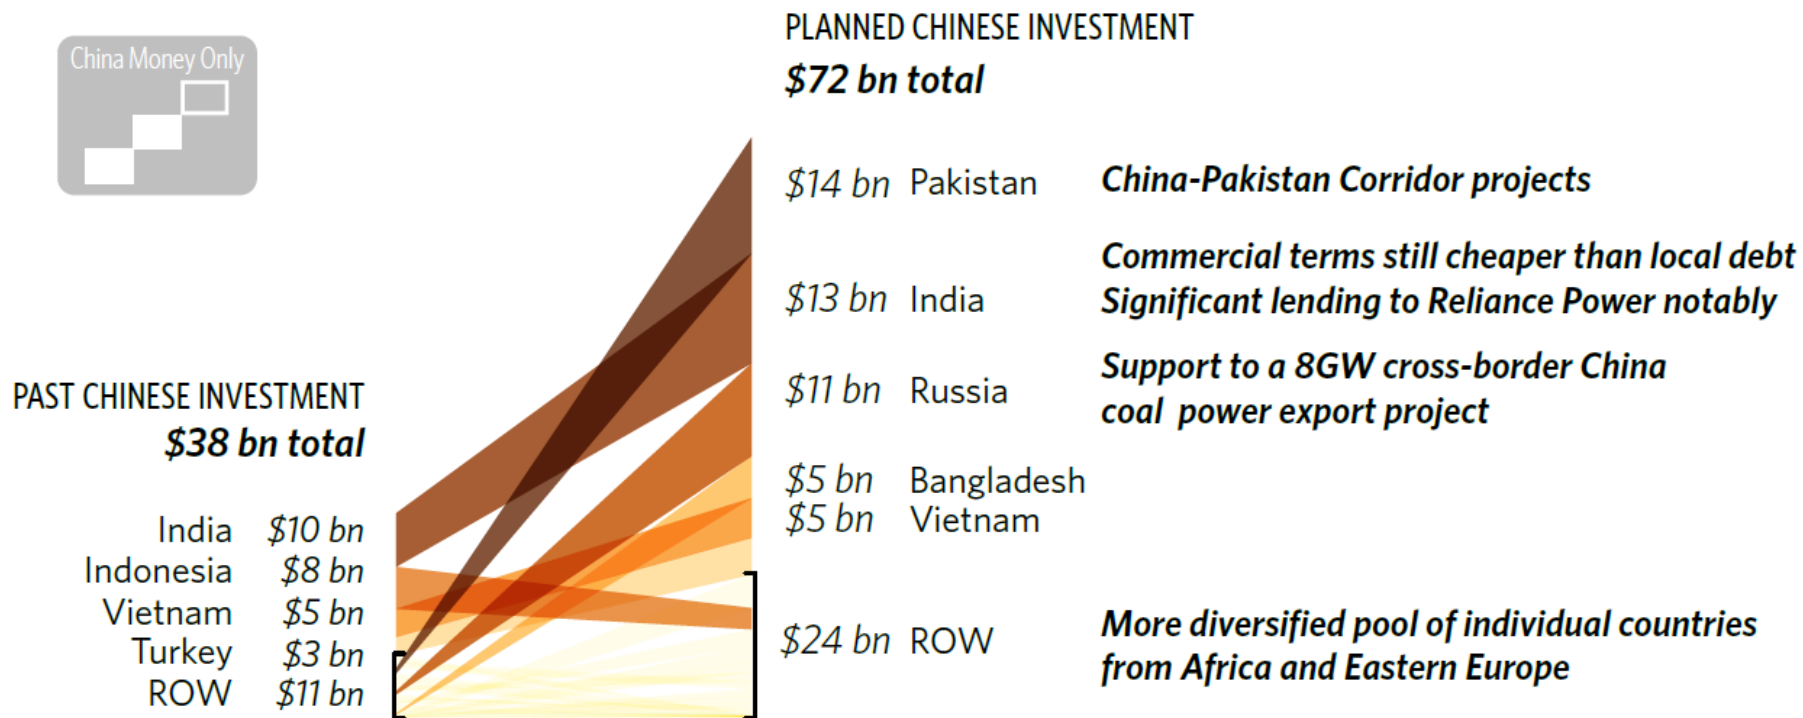 China Money Only
PLANNED CHINESE INVESTMENT
$72 bn total
$14 bn Pakistan China-Pakistan Corridor projects
$13 bn India Commercial terms still cheaper than local debt
Significant lending to Reliance Power notably
$11 bn Russia Support to a 8GW cross-border China
coal power export project
$5 bn Bangladesh
$5 bn Vietnam
$24 bn ROW More diversified pool of individual countries
from Africa and Eastern Europe
PAST CHINESE INVESTMENT
$38 bn total
India $10 bn
Indonesia $8 bn
Vietnam $5 bn
Turkey $3 bn
ROW $11 bn